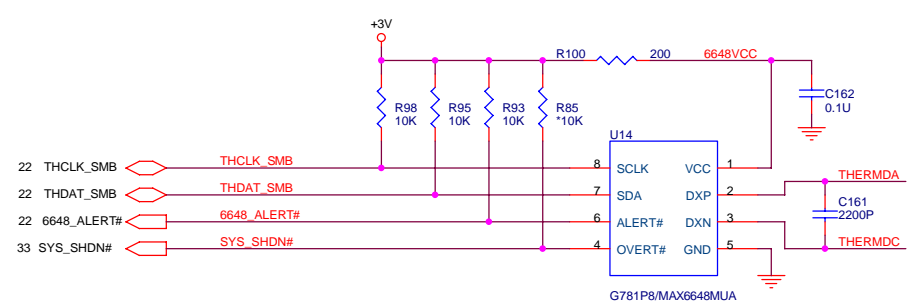 +3V
R100 200 6648VCC
R98 10K
R95 10K
R93 10K
R85 *10K
C162 0.1U
U14
22 THCLK_SMB THCLK_SMB 8 SCLK VCC 1
THERMDA
22 THDAT_SMB THDAT_SMB 7 SDA DXP 2
C161 2200P
22 6648_ALERT# 6648_ALERT# 6 ALERT# DXN 3
33 SYS_SHDN# SYS_SHDN# 4 OVERT# GND 5 THERMDC
G781P8/MAX6648MUA